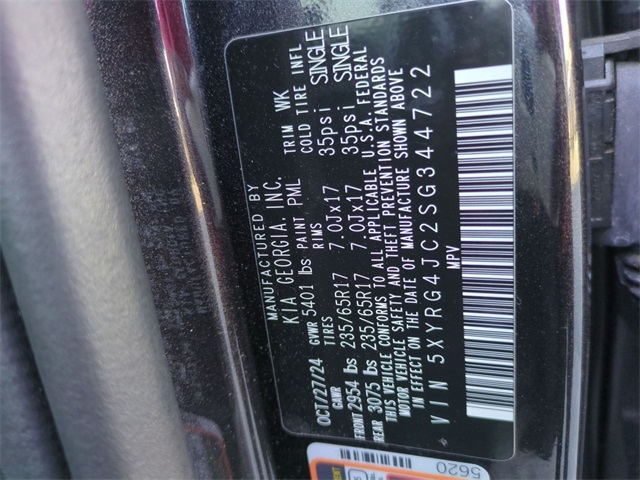 MANUFACTURED BY
KIA GEORGIA, INC.
OCT/27/24 GVWR 5401 lbs PAINT PML TRIM WK
GAWR TIRES RIMS COLD TIRE INFL
FRONT 2954 lbs 235/65R17 7.0Jx17 35psi SINGLE
REAR 3075 lbs 235/65R17 7.0Jx17 35psi SINGLE
THIS VEHICLE CONFORMS TO ALL APPLICABLE U.S.A. FEDERAL
MOTOR VEHICLE SAFETY AND THEFT PREVENTION STANDARDS
IN EFFECT ON THE DATE OF MANUFACTURE SHOWN ABOVE
VIN 5XYRG4JC2SG344722
MPV
5620